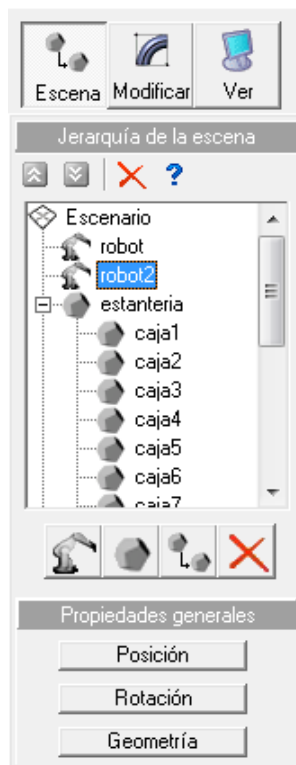 Escena Modificar Ver
Jerarquía de la escena
?
Escenario
robot
robot2
estanteria
caja1
caja2
caja3
caja4
caja5
caja6
caja7
Propiedades generales
Posición
Rotación
Geometría